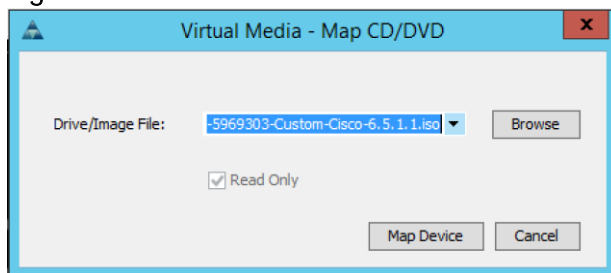 Virtual Media - Map CD/DVD
x
Drive/Image File: -5969303-Custom-Cisco-6.5.1.1.iso Browse
Read Only
Map Device Cancel